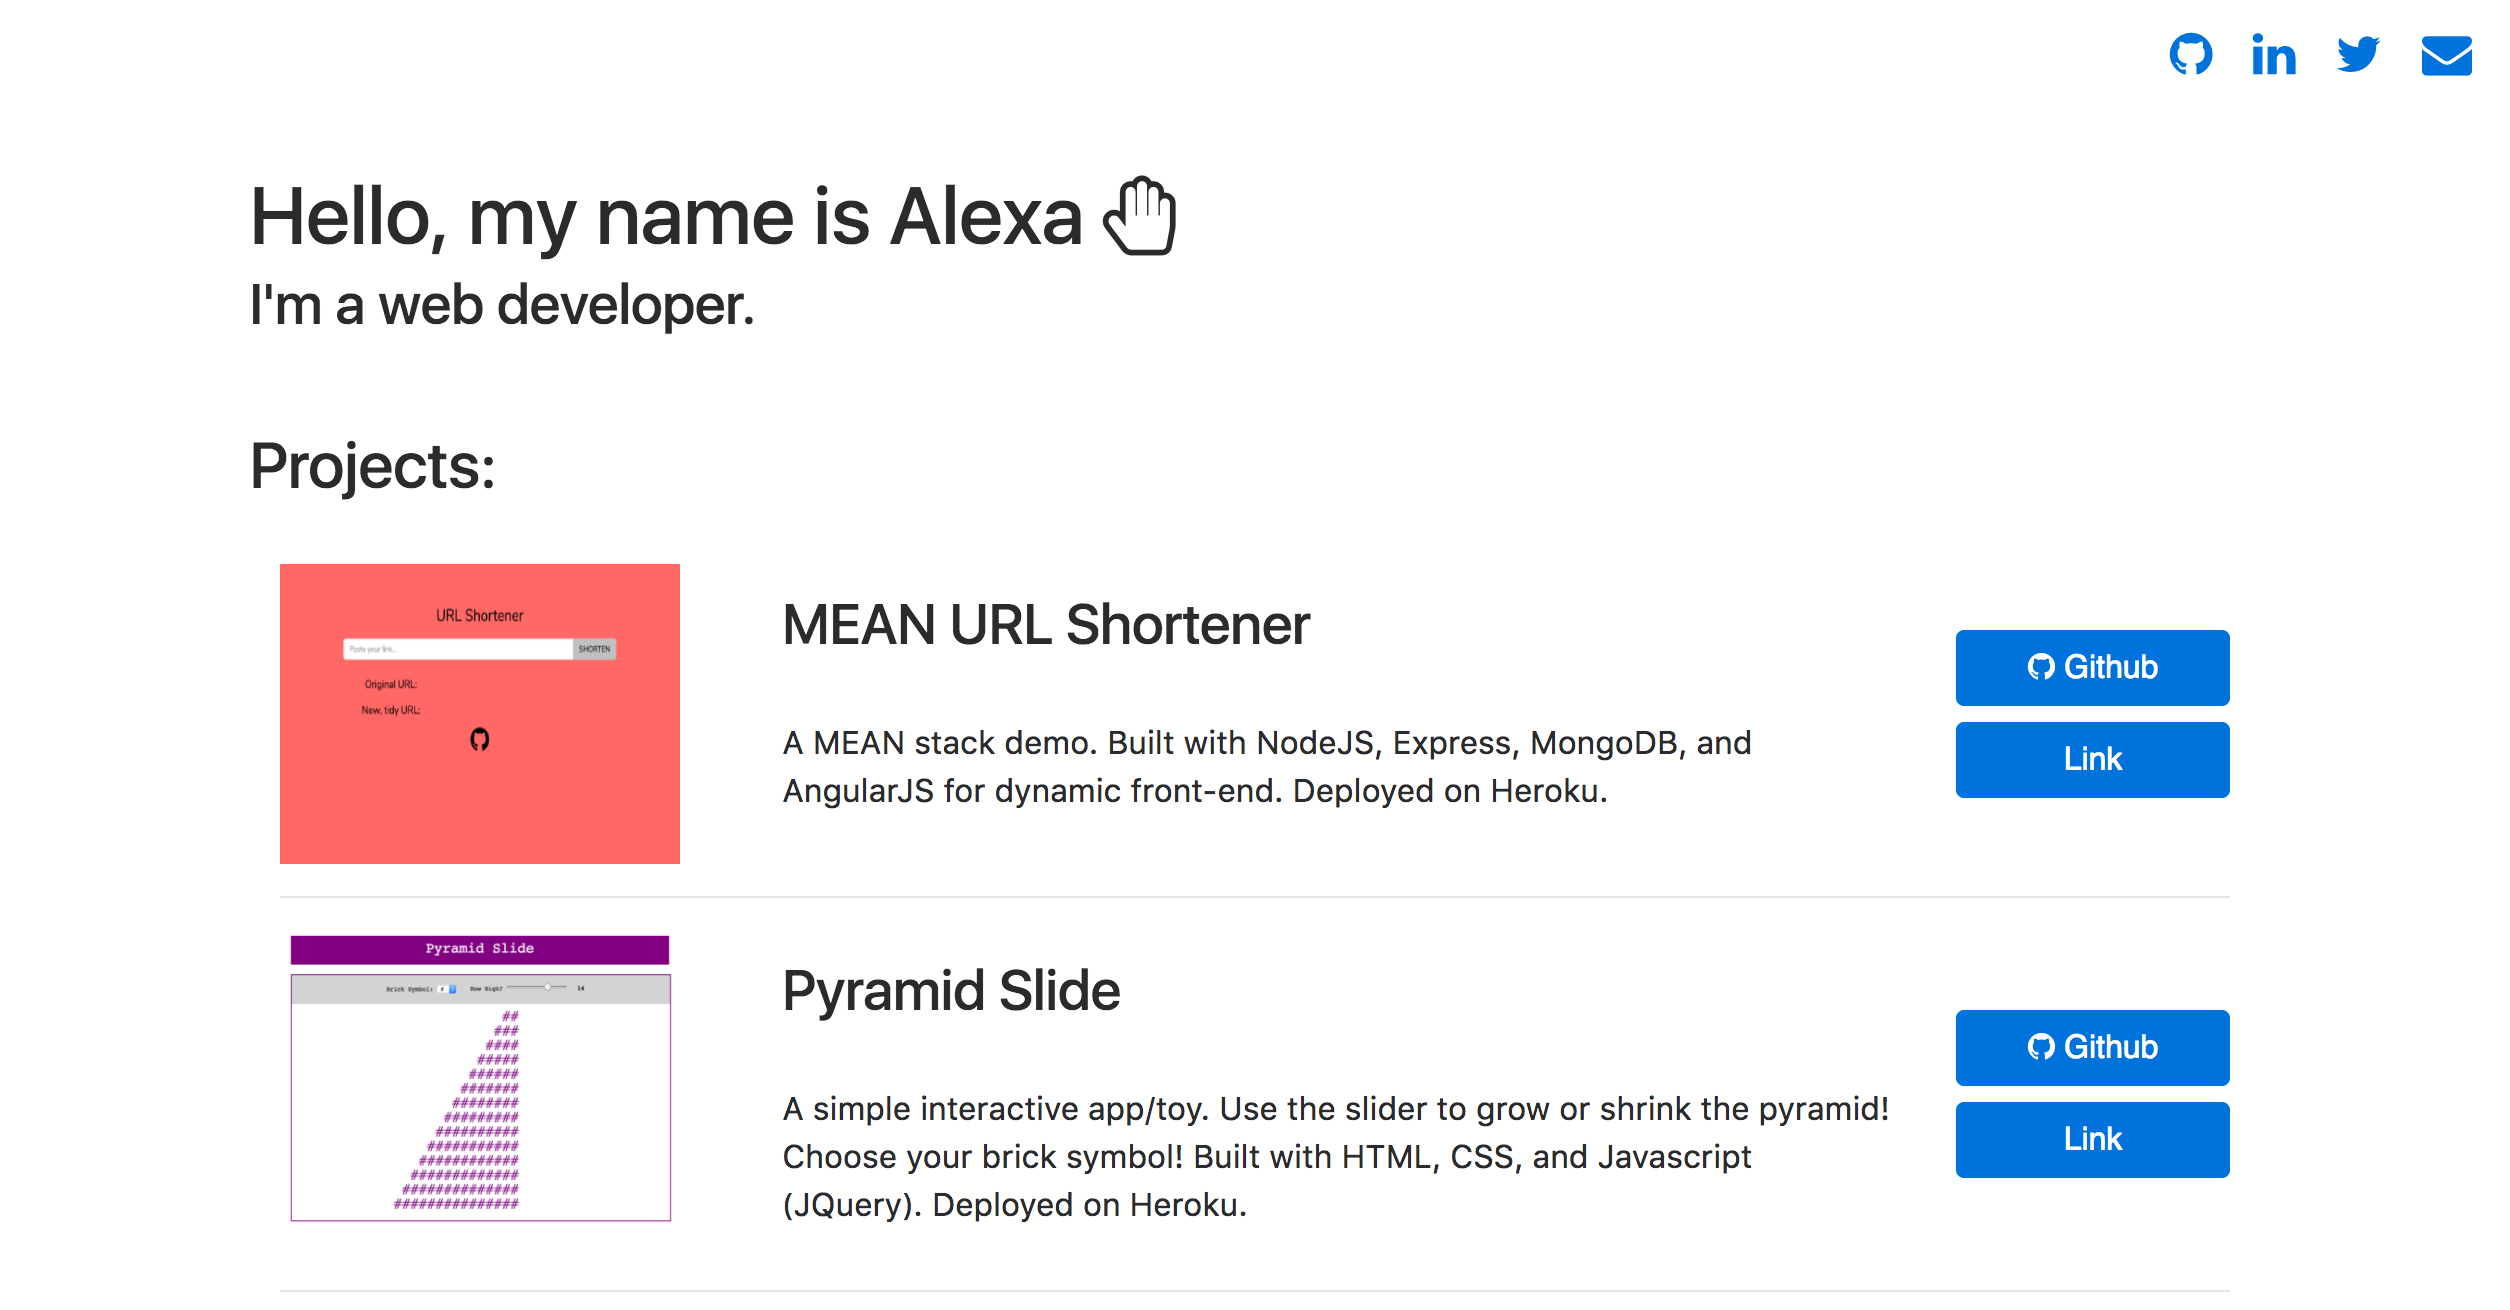 Hello, my name is Alexa
I'm a web developer.
Projects:
URL Shortener
Paste your link...
SHORTEN
Original URL:
New, tidy URL:
MEAN URL Shortener
A MEAN stack demo. Built with NodeJS, Express, MongoDB, and
AngularJS for dynamic front-end. Deployed on Heroku.
Github
Link
Pyramid Slide
Brick Symbol: # How High? 14
##
###
####
#####
######
#######
########
#########
##########
###########
############
#############
##############
###############
Pyramid Slide
A simple interactive app/toy. Use the slider to grow or shrink the pyramid!
Choose your brick symbol! Built with HTML, CSS, and Javascript
(JQuery). Deployed on Heroku.
Github
Link